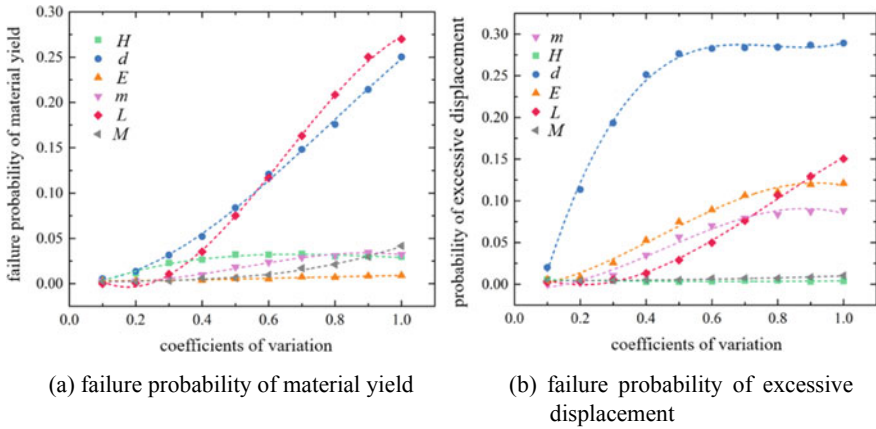 0.30
0.25
0.20
0.15
0.10
0.05
0.00
failure probability of material yield
H
d
E
m
L
M
0.0 0.2 0.4 0.6 0.8 1.0
coefficients of variation
(a) failure probability of material yield
0.30
0.25
0.20
0.15
0.10
0.05
0.00
probability of excessive displacement
m
H
d
E
L
M
0.0 0.2 0.4 0.6 0.8 1.0
coefficients of variation
(b) failure probability of excessive
displacement